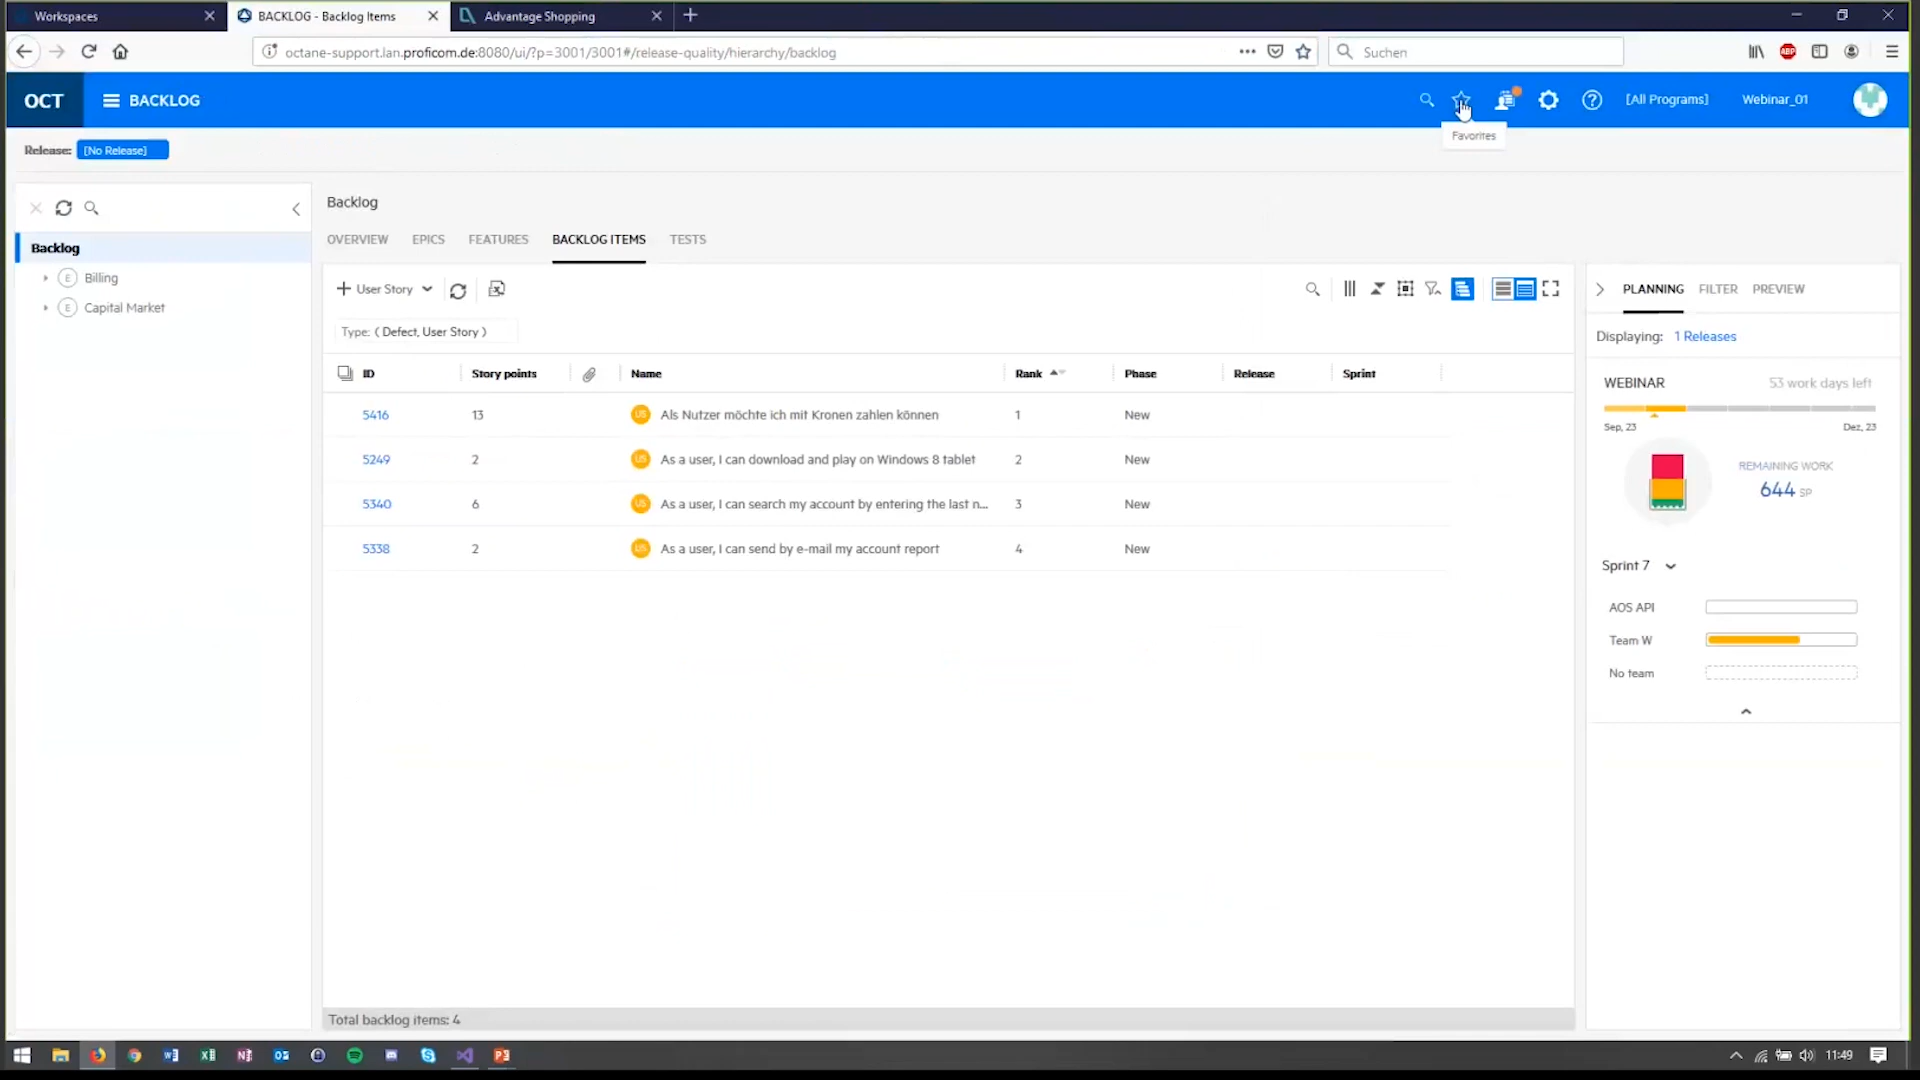 Workspaces
BACKLOG - Backlog Items
Advantage Shopping
octane-support.lan.proficom.de:8080/ui/?p=3001/3001#/release-quality/hierarchy/backlog
Suchen
ABP
OCT
BACKLOG
[All Programs]
Webinar_01
Favorites
Release: [No Release]
Backlog
E Billing
E Capital Market
Backlog
OVERVIEW EPICS FEATURES BACKLOG ITEMS TESTS
+ User Story
Type: ( Defect, User Story )
ID Story points Name Rank Phase Release Sprint
5416 13 US Als Nutzer möchte ich mit Kronen zahlen können 1 New
5249 2 US As a user, I can download and play on Windows 8 tablet 2 New
5340 6 US As a user, I can search my account by entering the last n... 3 New
5338 2 US As a user, I can send by e-mail my account report 4 New
Total backlog items: 4
PLANNING FILTER PREVIEW
Displaying: 1 Releases
WEBINAR 53 work days left
Sep, 23 Dez, 23
REMAINING WORK
644 SP
Sprint 7
AOS API
Team W
No team
11:49